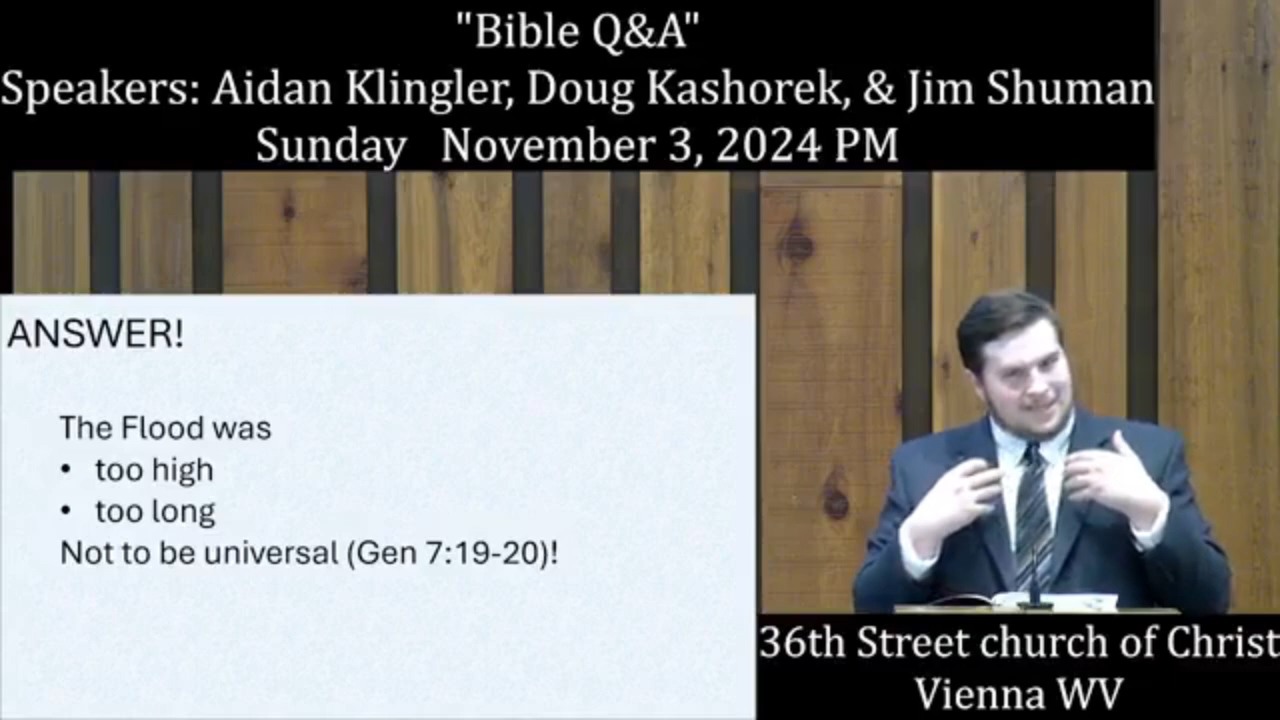 "Bible Q&A"
Speakers: Aidan Klingler, Doug Kashorek, & Jim Shuman
Sunday November 3, 2024 PM
ANSWER!
The Flood was
• too high
• too long
Not to be universal (Gen 7:19-20)!
36th Street church of Christ
Vienna WV